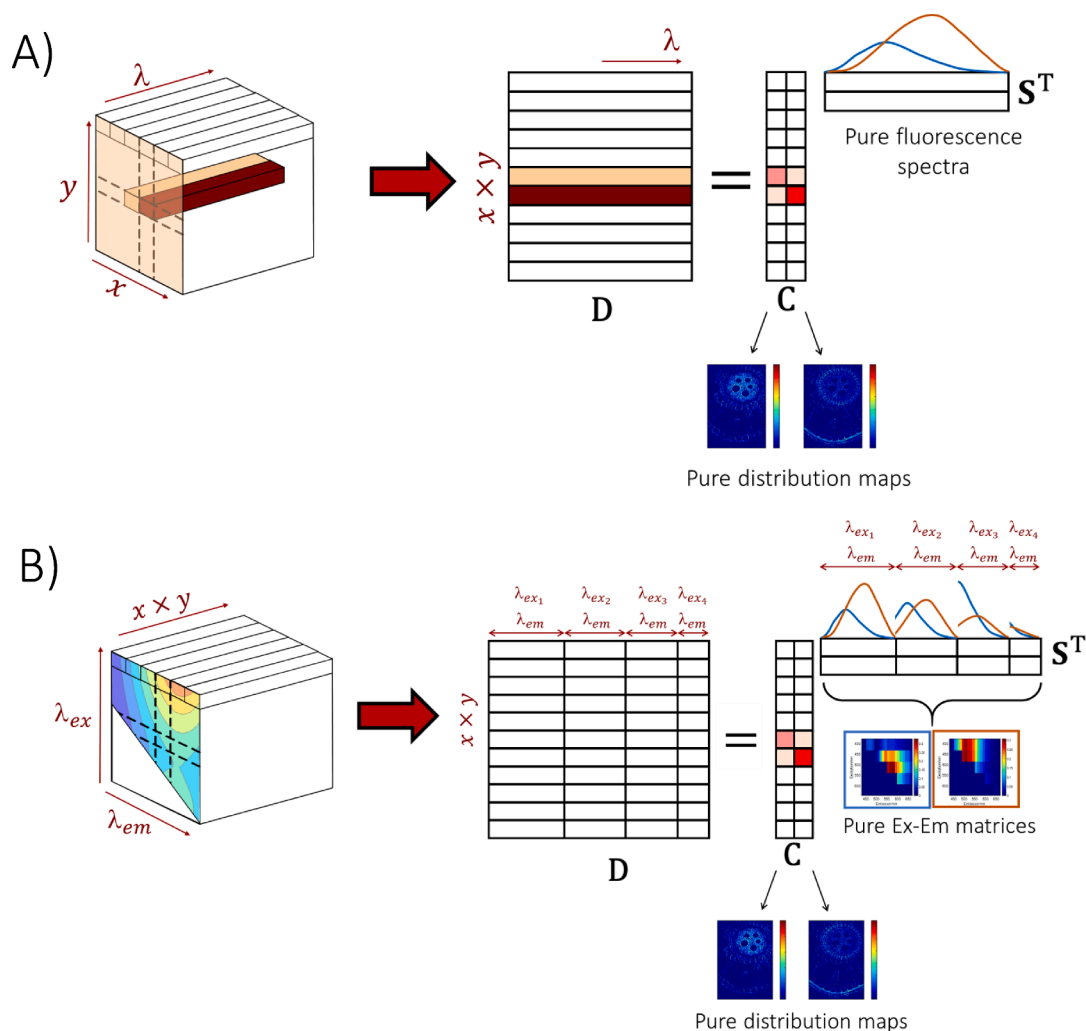 A)
λ
y
x
λ
x × y
=
D
C
S^T
Pure fluorescence
spectra
Pure distribution maps
B)
x × y
λ_ex
λ_em
λ_ex1 λ_ex2 λ_ex3 λ_ex4
λ_em λ_em λ_em λ_em
x × y
=
D
C
λ_ex1 λ_ex2 λ_ex3 λ_ex4
λ_em λ_em λ_em λ_em
S^T
Pure Ex-Em matrices
Pure distribution maps